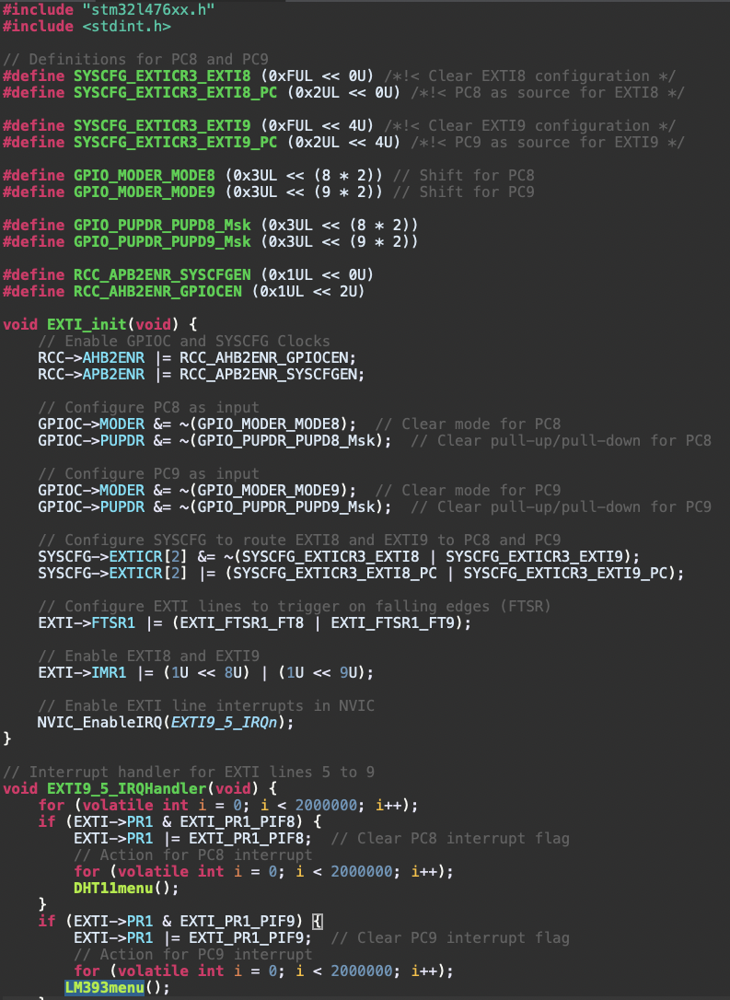 #include "stm32l476xx.h"
#include <stdint.h>
// Definitions for PC8 and PC9
#define SYSCFG_EXTICR3_EXTI8 (0xFUL << 0U) /*!< Clear EXTI8 configuration */
#define SYSCFG_EXTICR3_EXTI8_PC (0x2UL << 0U) /*!< PC8 as source for EXTI8 */
#define SYSCFG_EXTICR3_EXTI9 (0xFUL << 4U) /*!< Clear EXTI9 configuration */
#define SYSCFG_EXTICR3_EXTI9_PC (0x2UL << 4U) /*!< PC9 as source for EXTI9 */
#define GPIO_MODER_MODE8 (0x3UL << (8 * 2)) // Shift for PC8
#define GPIO_MODER_MODE9 (0x3UL << (9 * 2)) // Shift for PC9
#define GPIO_PUPDR_PUPD8_Msk (0x3UL << (8 * 2))
#define GPIO_PUPDR_PUPD9_Msk (0x3UL << (9 * 2))
#define RCC_APB2ENR_SYSCFGEN (0x1UL << 0U)
#define RCC_AHB2ENR_GPIOCEN (0x1UL << 2U)
void EXTI_init(void) {
    // Enable GPIOC and SYSCFG Clocks
    RCC->AHB2ENR |= RCC_AHB2ENR_GPIOCEN;
    RCC->APB2ENR |= RCC_APB2ENR_SYSCFGEN;
    // Configure PC8 as input
    GPIOC->MODER &= ~(GPIO_MODER_MODE8);  // Clear mode for PC8
    GPIOC->PUPDR &= ~(GPIO_PUPDR_PUPD8_Msk);  // Clear pull-up/pull-down for PC8
    // Configure PC9 as input
    GPIOC->MODER &= ~(GPIO_MODER_MODE9);  // Clear mode for PC9
    GPIOC->PUPDR &= ~(GPIO_PUPDR_PUPD9_Msk);  // Clear pull-up/pull-down for PC9
    // Configure SYSCFG to route EXTI8 and EXTI9 to PC8 and PC9
    SYSCFG->EXTICR[2] &= ~(SYSCFG_EXTICR3_EXTI8 | SYSCFG_EXTICR3_EXTI9);
    SYSCFG->EXTICR[2] |= (SYSCFG_EXTICR3_EXTI8_PC | SYSCFG_EXTICR3_EXTI9_PC);
    // Configure EXTI lines to trigger on falling edges (FTSR)
    EXTI->FTSR1 |= (EXTI_FTSR1_FT8 | EXTI_FTSR1_FT9);
    // Enable EXTI8 and EXTI9
    EXTI->IMR1 |= (1U << 8U) | (1U << 9U);
    // Enable EXTI line interrupts in NVIC
    NVIC_EnableIRQ(EXTI9_5_IRQn);
}
// Interrupt handler for EXTI lines 5 to 9
void EXTI9_5_IRQHandler(void) {
    for (volatile int i = 0; i < 2000000; i++);
    if (EXTI->PR1 & EXTI_PR1_PIF8) {
        EXTI->PR1 |= EXTI_PR1_PIF8;  // Clear PC8 interrupt flag
        // Action for PC8 interrupt
        for (volatile int i = 0; i < 2000000; i++);
        DHT11menu();
    }
    if (EXTI->PR1 & EXTI_PR1_PIF9) {
        EXTI->PR1 |= EXTI_PR1_PIF9;  // Clear PC9 interrupt flag
        // Action for PC9 interrupt
        for (volatile int i = 0; i < 2000000; i++);
       LM393menu();